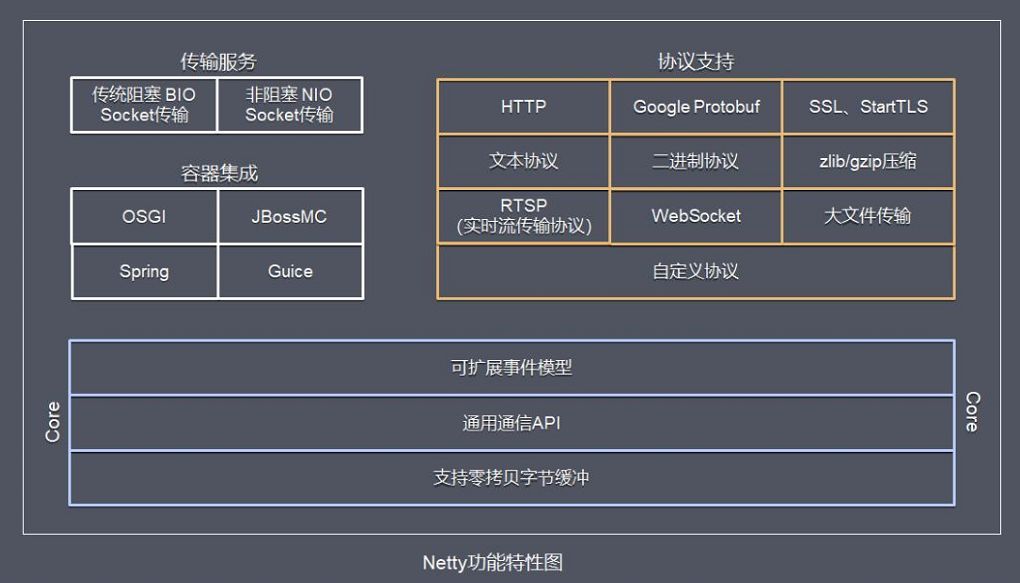 传输服务
传统阻塞 BIO
Socket传输
非阻塞 NIO
Socket传输
容器集成
OSGI
JBossMC
Spring
Guice
协议支持
HTTP
Google Protobuf
SSL、StartTLS
文本协议
二进制协议
zlib/gzip压缩
RTSP
(实时流传输协议)
WebSocket
大文件传输
自定义协议
Core
可扩展事件模型
通用通信API
支持零拷贝字节缓冲
Core
Netty功能特性图